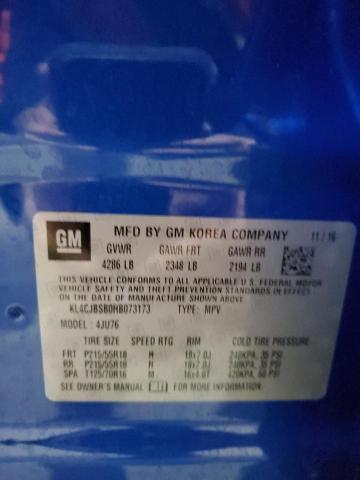 GM MFD BY GM KOREA COMPANY 11/16
GVWR GAWR FRT GAWR RR
4286 LB 2348 LB 2194 LB
THIS VEHICLE CONFORMS TO ALL APPLICABLE U.S. FEDERAL MOTOR
VEHICLE SAFETY STANDARDS IN EFFECT ON THE DATE OF
MANUFACTURE SHOWN ABOVE.
KL4CJBSB0HB073173 TYPE: MPV
MODEL: 4JU76
TIRE SIZE SPEED RTG RIM COLD TIRE PRESSURE
FRT P215/55R18 H 18x7.0J 240KPA, 35 PSI
RR P215/55R18 H 18x7.0J 240KPA, 35 PSI
SPA T125/70R16 M 16x4.0T 420KPA, 60 PSI
SEE OWNER'S MANUAL FOR ADDITIONAL INFORMATION.